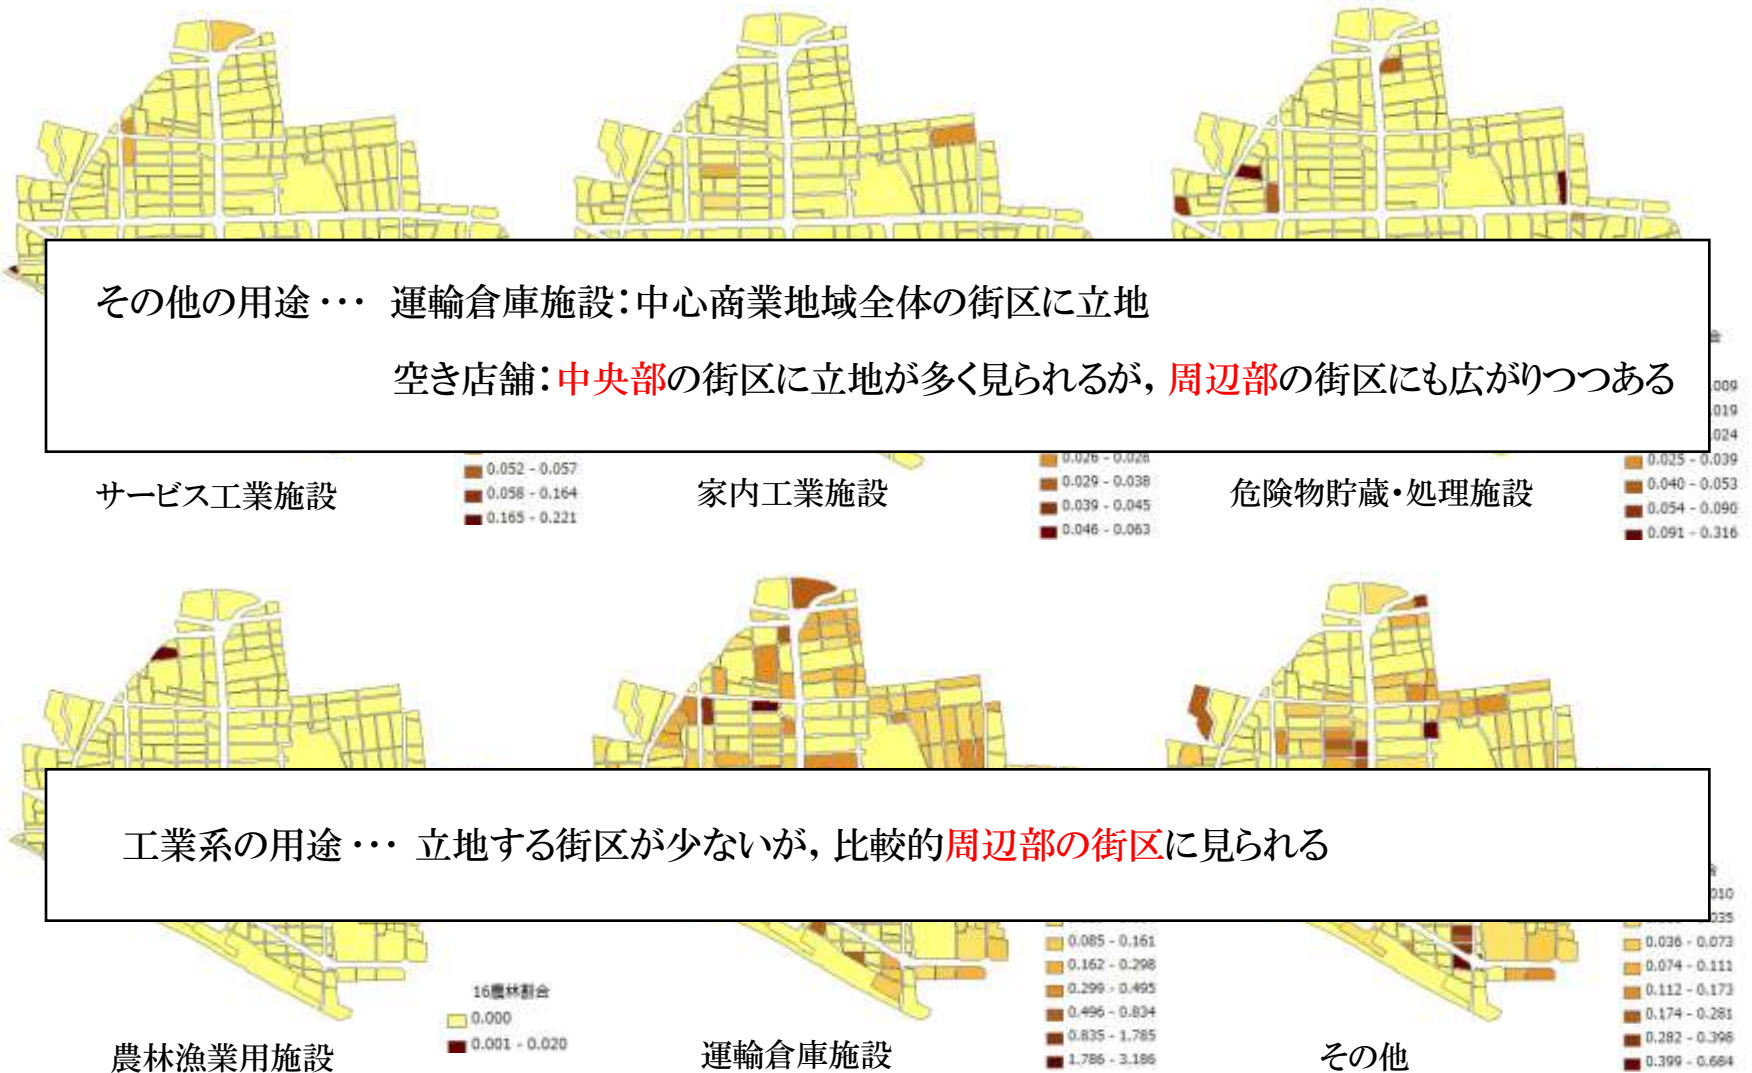 その他の用途 ･･･ 運輸倉庫施設：中心商業地域全体の街区に立地
空き店舗：中央部の街区に立地が多く見られるが，周辺部の街区にも広がりつつある
.009
.019
.024
0.052 - 0.057
0.058 - 0.164
0.165 - 0.221
サービス工業施設
0.026 - 0.028
0.029 - 0.038
0.039 - 0.045
0.046 - 0.063
家内工業施設
0.025 - 0.039
0.040 - 0.053
0.054 - 0.090
0.091 - 0.316
危険物貯蔵・処理施設
工業系の用途 ･･･ 立地する街区が少ないが，比較的周辺部の街区に見られる
010
035
16農林割合
0.000
0.001 - 0.020
農林漁業用施設
0.085 - 0.161
0.162 - 0.298
0.299 - 0.495
0.496 - 0.834
0.835 - 1.785
1.786 - 3.186
運輸倉庫施設
0.036 - 0.073
0.074 - 0.111
0.112 - 0.173
0.174 - 0.281
0.282 - 0.398
0.399 - 0.684
その他